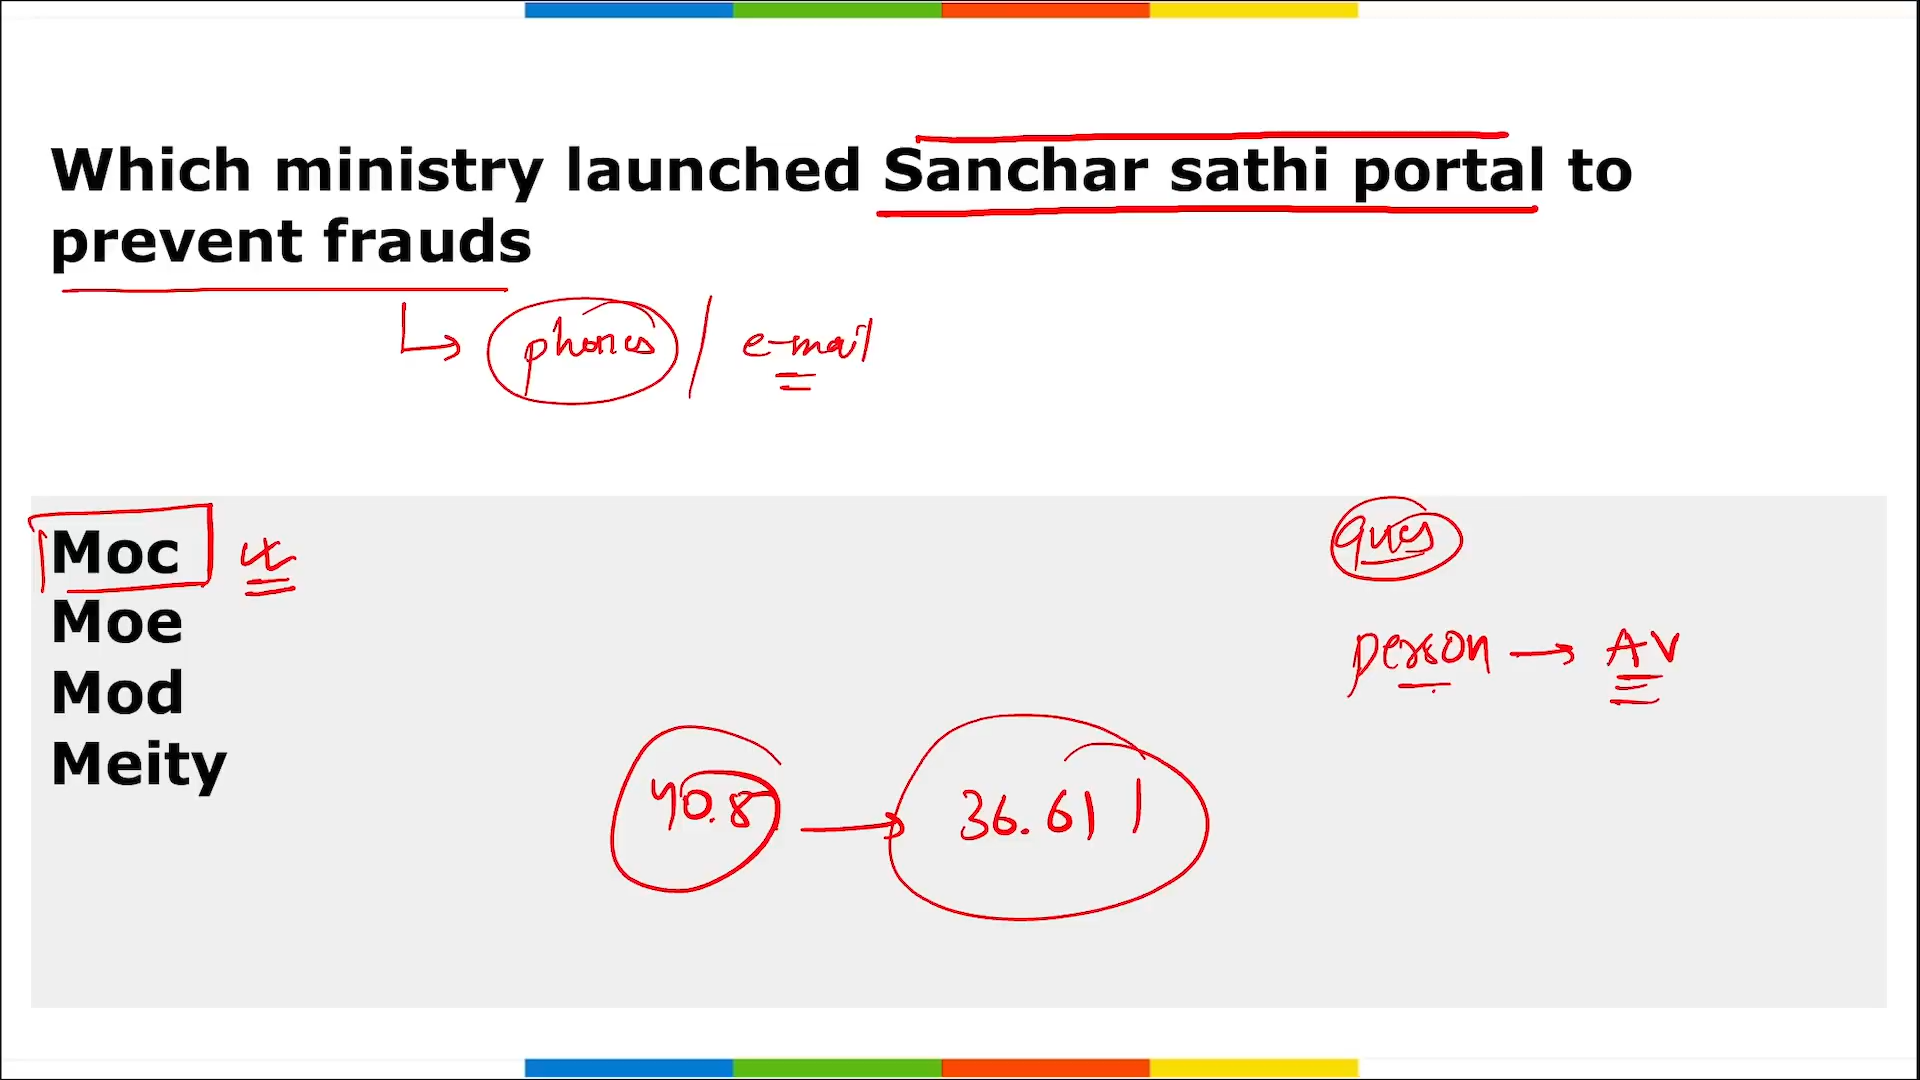 Which ministry launched Sanchar sathi portal to
prevent frauds
phones / e-mail
Moc
Moe
Mod
Meity
ques
person → AV
40.8 → 36.61